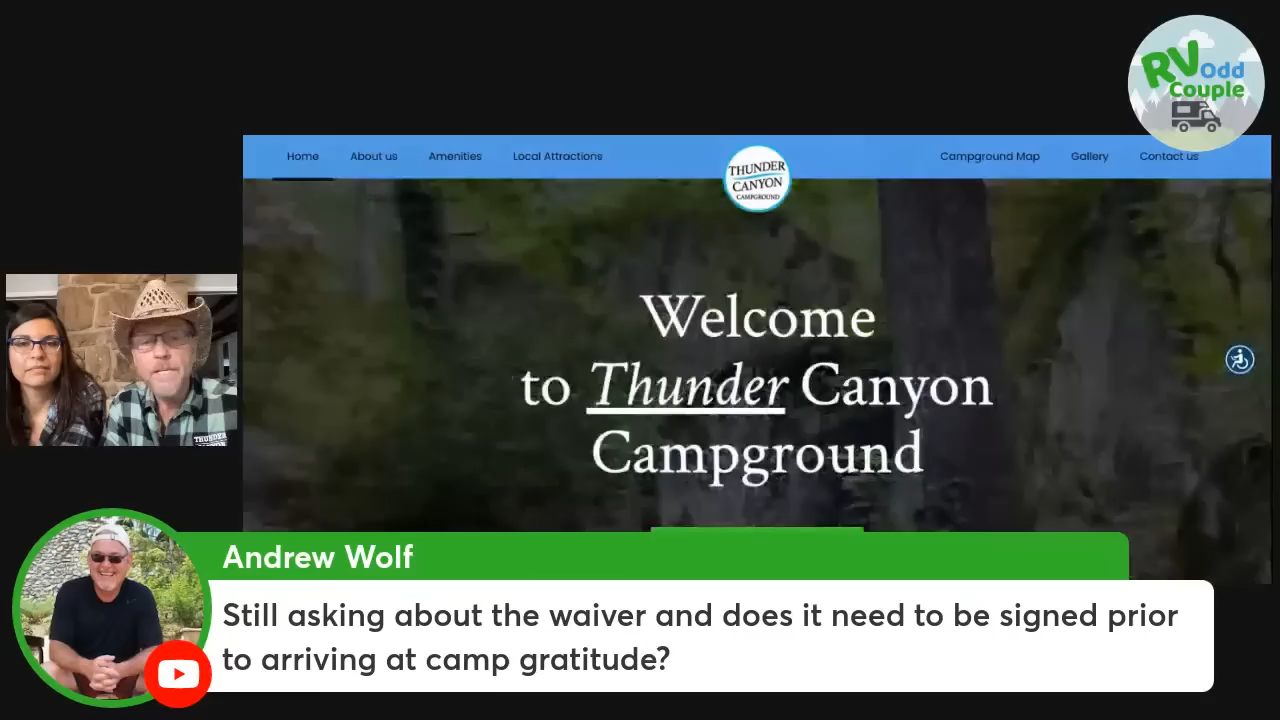 RV Odd
Couple
Home About us Amenities Local Attractions Campground Map Gallery Contact us
THUNDER
CANYON
CAMPGROUND
Welcome
to Thunder Canyon
Campground
THUNDER
Andrew Wolf
Still asking about the waiver and does it need to be signed prior
to arriving at camp gratitude?